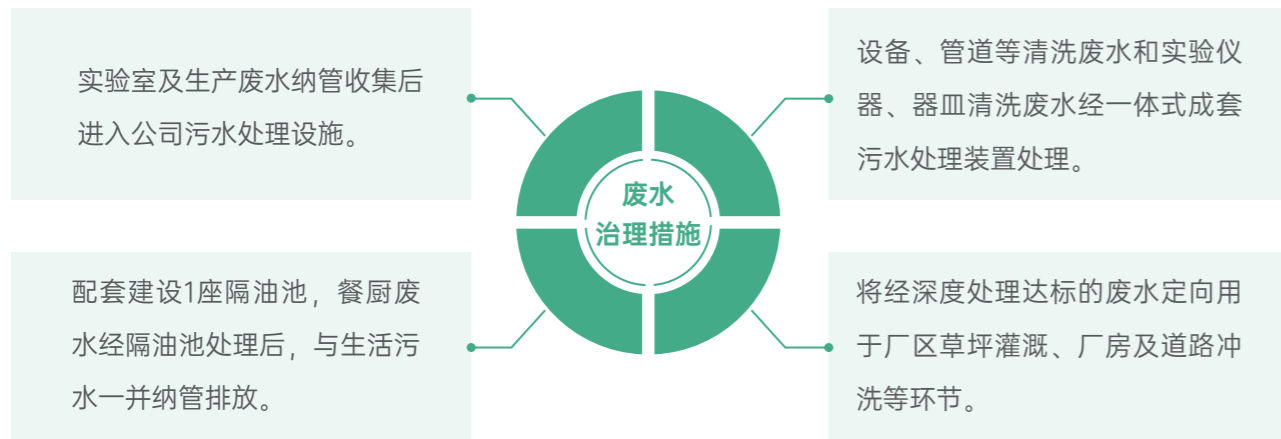 实验室及生产废水纳管收集后
进入公司污水处理设施。
设备、管道等清洗废水和实验仪
器、器皿清洗废水经一体式成套
污水处理装置处理。
废水
治理措施
配套建设1座隔油池，餐厨废
水经隔油池处理后，与生活污
水一并纳管排放。
将经深度处理达标的废水定向用
于厂区草坪灌溉、厂房及道路冲
洗等环节。